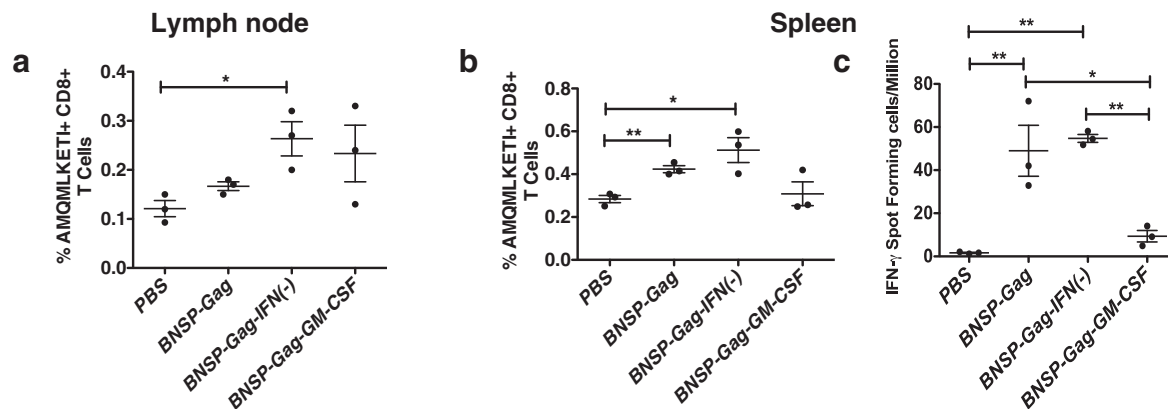 Lymph node
Spleen
a
% AMQMLKETI+ CD8+
T Cells
0.4
0.3
0.2
0.1
0.0
*
PBS
BNSP-Gag
BNSP-Gag-IFN(-)
BNSP-Gag-GM-CSF
b
% AMQMLKETI+ CD8+
T Cells
0.8
0.6
0.4
0.2
0.0
*
**
PBS
BNSP-Gag
BNSP-Gag-IFN(-)
BNSP-Gag-GM-CSF
c
IFN-γ Spot Forming cells/Million
80
60
40
20
0
**
**
*
**
PBS
BNSP-Gag
BNSP-Gag-IFN(-)
BNSP-Gag-GM-CSF